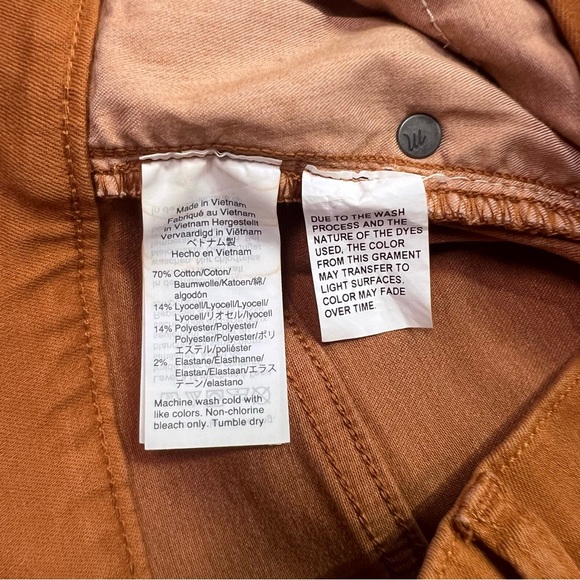 Made in Vietnam
Fabriqué au Vietnam
in Vietnam Hergestellt
Vervaardigd in Vietnam
ベトナム製
Hecho en Vietnam
70% Cotton/Coton/
Baumwolle/Katoen/綿/
algodón
14% Lyocell/Lyocell/Lyocell/
Lyocell/リオセル/lyocell
14% Polyester/Polyester/
Polyester/Polyester/ポリ
エステル/poliéster
2% Elastane/Élasthanne/
Elastan/Elastaan/エラス
テーン/elastano
Machine wash cold with
like colors. Non-chlorine
bleach only. Tumble dry
DUE TO THE WASH
PROCESS AND THE
NATURE OF THE DYES
USED, THE COLOR
FROM THIS GRAMENT
MAY TRANSFER TO
LIGHT SURFACES.
COLOR MAY FADE
OVER TIME.